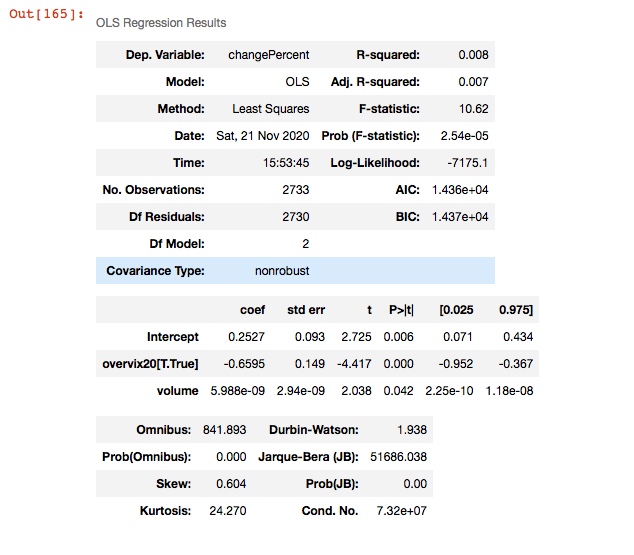 Out[165]:
OLS Regression Results
Dep. Variable: changePercent R-squared: 0.008
Model: OLS Adj. R-squared: 0.007
Method: Least Squares F-statistic: 10.62
Date: Sat, 21 Nov 2020 Prob (F-statistic): 2.54e-05
Time: 15:53:45 Log-Likelihood: -7175.1
No. Observations: 2733 AIC: 1.436e+04
Df Residuals: 2730 BIC: 1.437e+04
Df Model: 2
Covariance Type: nonrobust
coef std err t P>|t| [0.025 0.975]
Intercept 0.2527 0.093 2.725 0.006 0.071 0.434
overvix20[T.True] -0.6595 0.149 -4.417 0.000 -0.952 -0.367
volume 5.988e-09 2.94e-09 2.038 0.042 2.25e-10 1.18e-08
Omnibus: 841.893 Durbin-Watson: 1.938
Prob(Omnibus): 0.000 Jarque-Bera (JB): 51686.038
Skew: 0.604 Prob(JB): 0.00
Kurtosis: 24.270 Cond. No. 7.32e+07